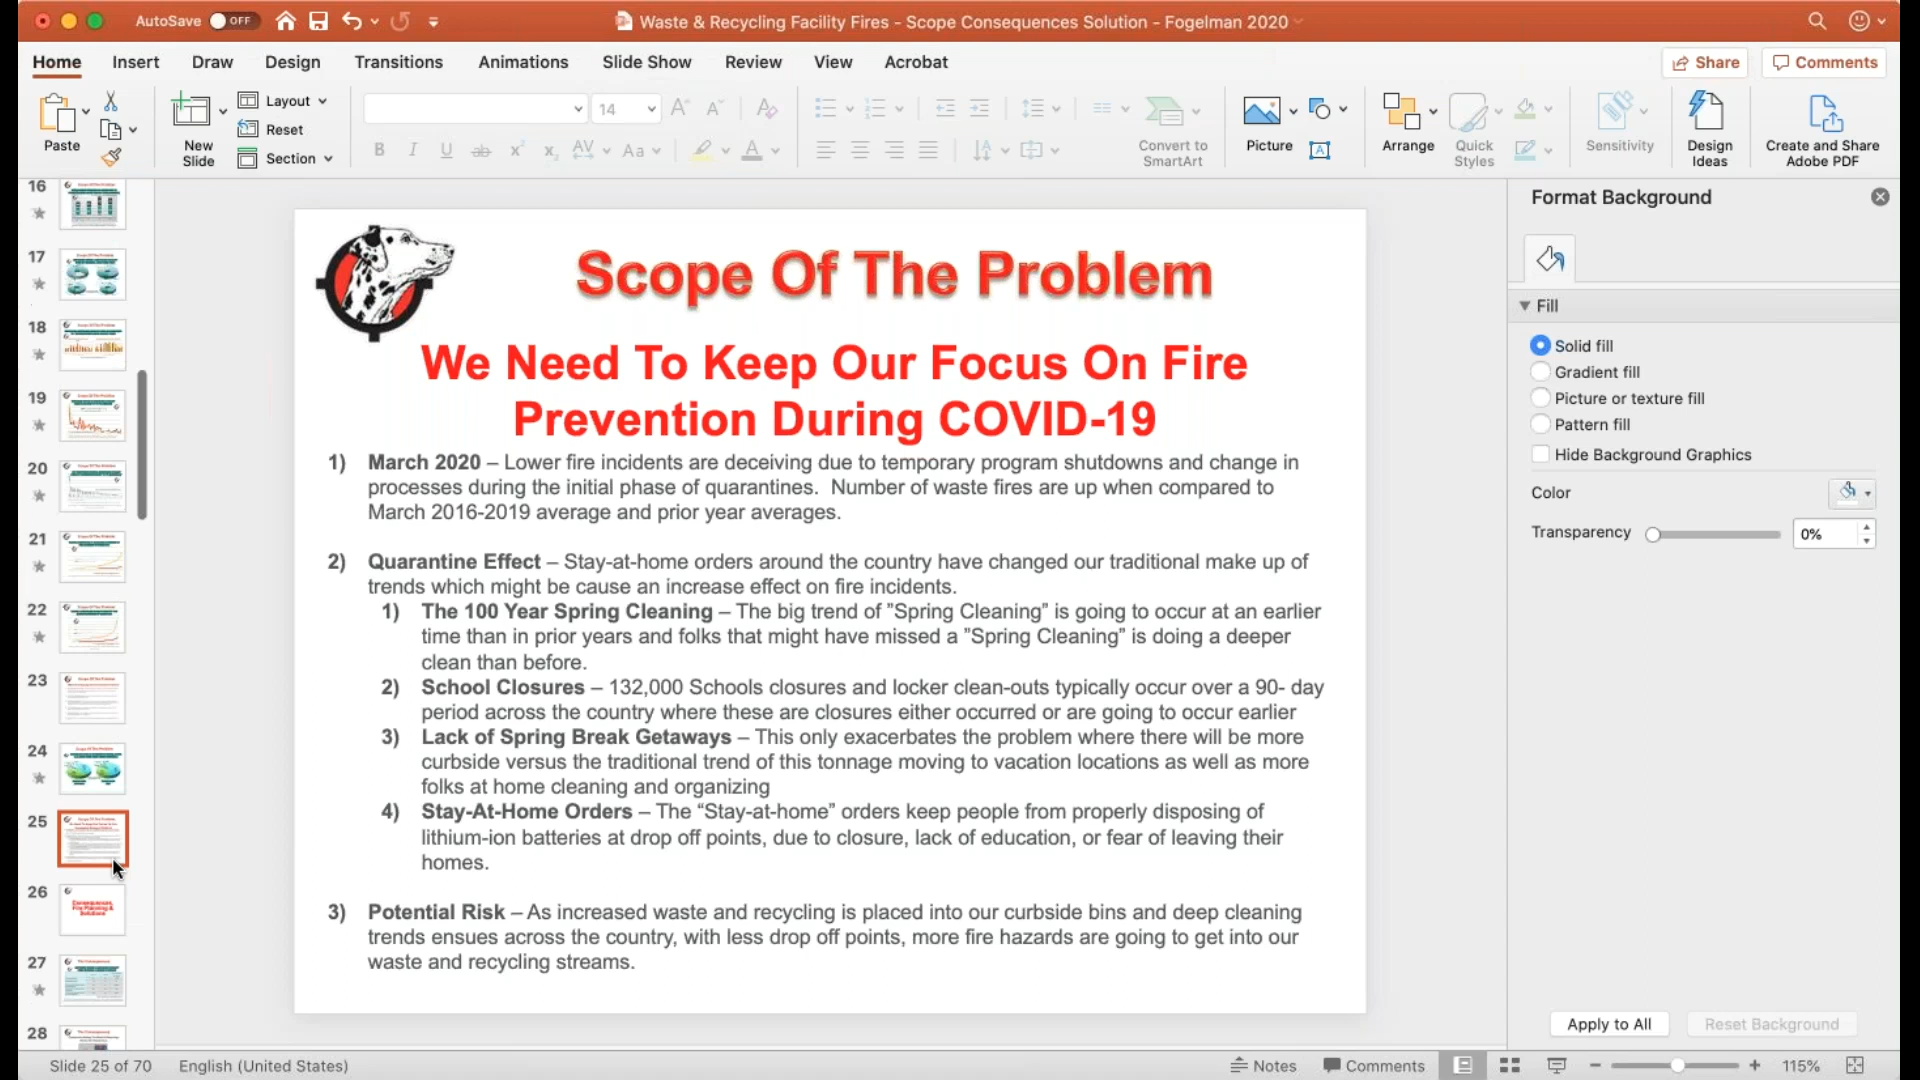 AutoSave OFF
Waste & Recycling Facility Fires - Scope Consequences Solution - Fogelman 2020
Home Insert Draw Design Transitions Animations Slide Show Review View Acrobat
Share Comments
Paste
New
Slide
Layout
Reset
Section
14
Convert to
SmartArt
Picture
Arrange
Quick
Styles
Sensitivity
Design
Ideas
Create and Share
Adobe PDF
16
17
18
19
20
21
22
23
24
25
26
27
28
Scope Of The Problem
We Need To Keep Our Focus On Fire
Prevention During COVID-19
1) March 2020 – Lower fire incidents are deceiving due to temporary program shutdowns and change in
processes during the initial phase of quarantines. Number of waste fires are up when compared to
March 2016-2019 average and prior year averages.
2) Quarantine Effect – Stay-at-home orders around the country have changed our traditional make up of
trends which might be cause an increase effect on fire incidents.
1) The 100 Year Spring Cleaning – The big trend of ”Spring Cleaning” is going to occur at an earlier
time than in prior years and folks that might have missed a ”Spring Cleaning” is doing a deeper
clean than before.
2) School Closures – 132,000 Schools closures and locker clean-outs typically occur over a 90- day
period across the country where these are closures either occurred or are going to occur earlier
3) Lack of Spring Break Getaways – This only exacerbates the problem where there will be more
curbside versus the traditional trend of this tonnage moving to vacation locations as well as more
folks at home cleaning and organizing
4) Stay-At-Home Orders – The “Stay-at-home” orders keep people from properly disposing of
lithium-ion batteries at drop off points, due to closure, lack of education, or fear of leaving their
homes.
3) Potential Risk – As increased waste and recycling is placed into our curbside bins and deep cleaning
trends ensues across the country, with less drop off points, more fire hazards are going to get into our
waste and recycling streams.
Format Background
Fill
Solid fill
Gradient fill
Picture or texture fill
Pattern fill
Hide Background Graphics
Color
Transparency 0%
Apply to All Reset Background
Slide 25 of 70 English (United States)
Notes Comments 115%